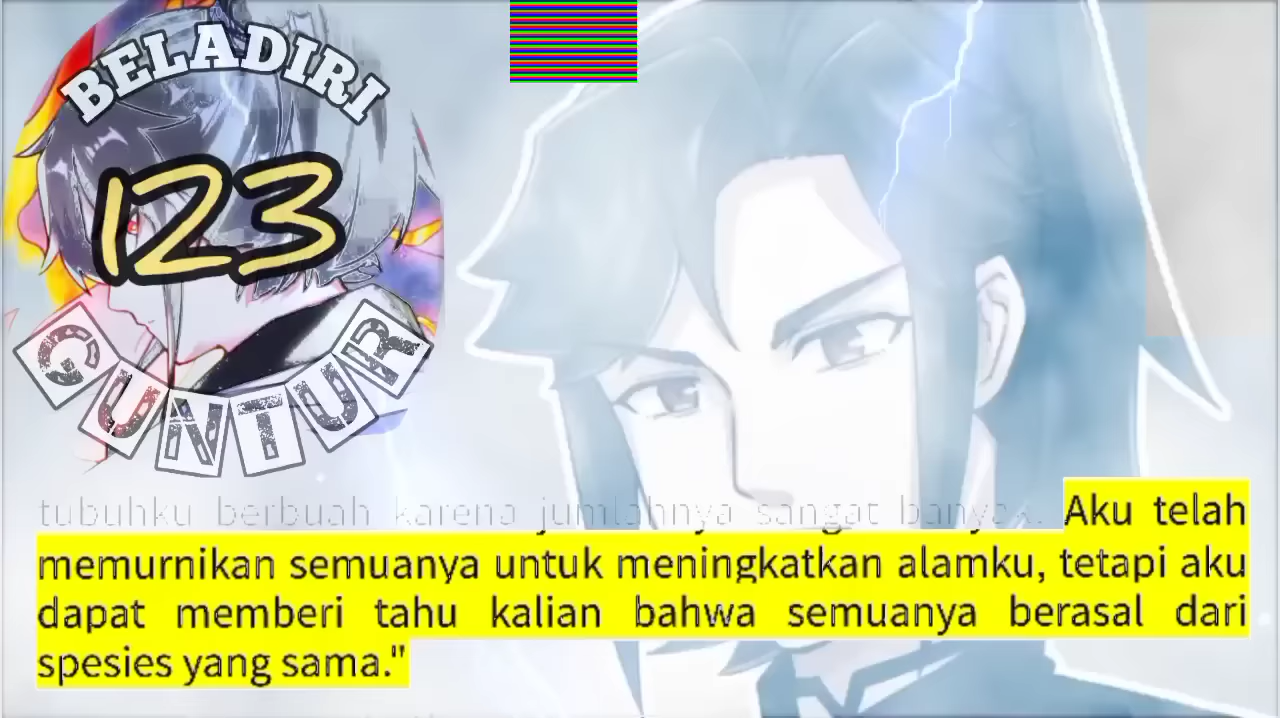 BELADIRI
123
GUNTUR
tubuhku berbuah karena jumlahnya sangat banyak. Aku telah
memurnikan semuanya untuk meningkatkan alamku, tetapi aku
dapat memberi tahu kalian bahwa semuanya berasal dari
spesies yang sama."